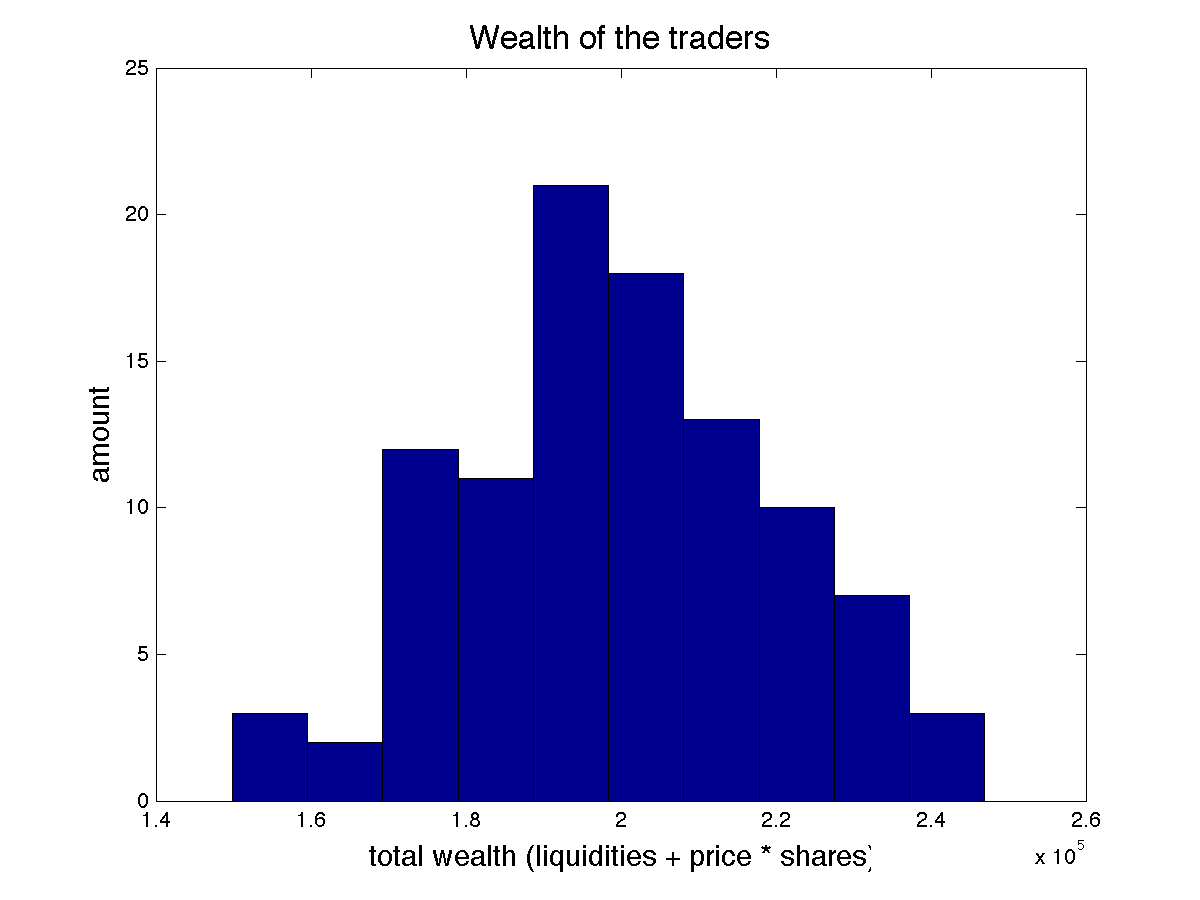 Wealth of the traders
25
20
15
10
5
0
amount
1.4 1.6 1.8 2 2.2 2.4 2.6
total wealth (liquidities + price * shares)
x 10^5